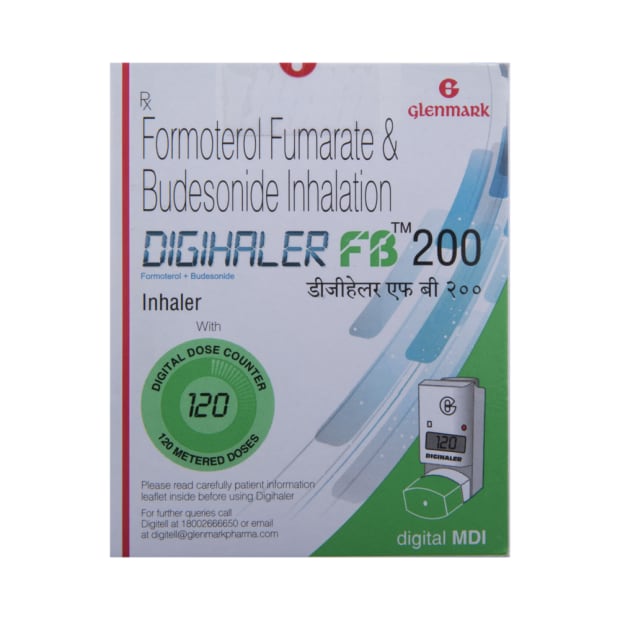 GLENMARK
Rx
Formoterol Fumarate &
Budesonide Inhalation
DIGIHALER FB™ 200
Formoterol + Budesonide
डीजीहेलर एफ बी २००
Inhaler
With
DIGITAL DOSE COUNTER
120
120 METERED DOSES
120
DIGIHALER
Please read carefully patient information
leaflet inside before using Digihaler
For further queries call
Digitell at 18002666650 or email
at digitell@glenmarkpharma.com
digital MDI